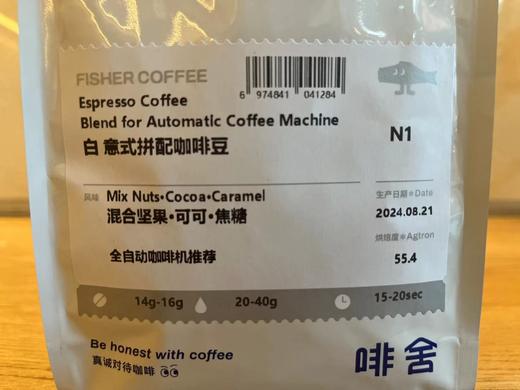 FISHER COFFEE
6 974841 041284
Espresso Coffee
Blend for Automatic Coffee Machine
白 意式拼配咖啡豆
N1
风味 Mix Nuts•Cocoa•Caramel
混合坚果•可可•焦糖
生产日期※Date
2024.08.21
全自动咖啡机推荐
烘焙度※Agtron
55.4
14g-16g 20-40g 15-20sec
Be honest with coffee
真诚对待咖啡
啡舍